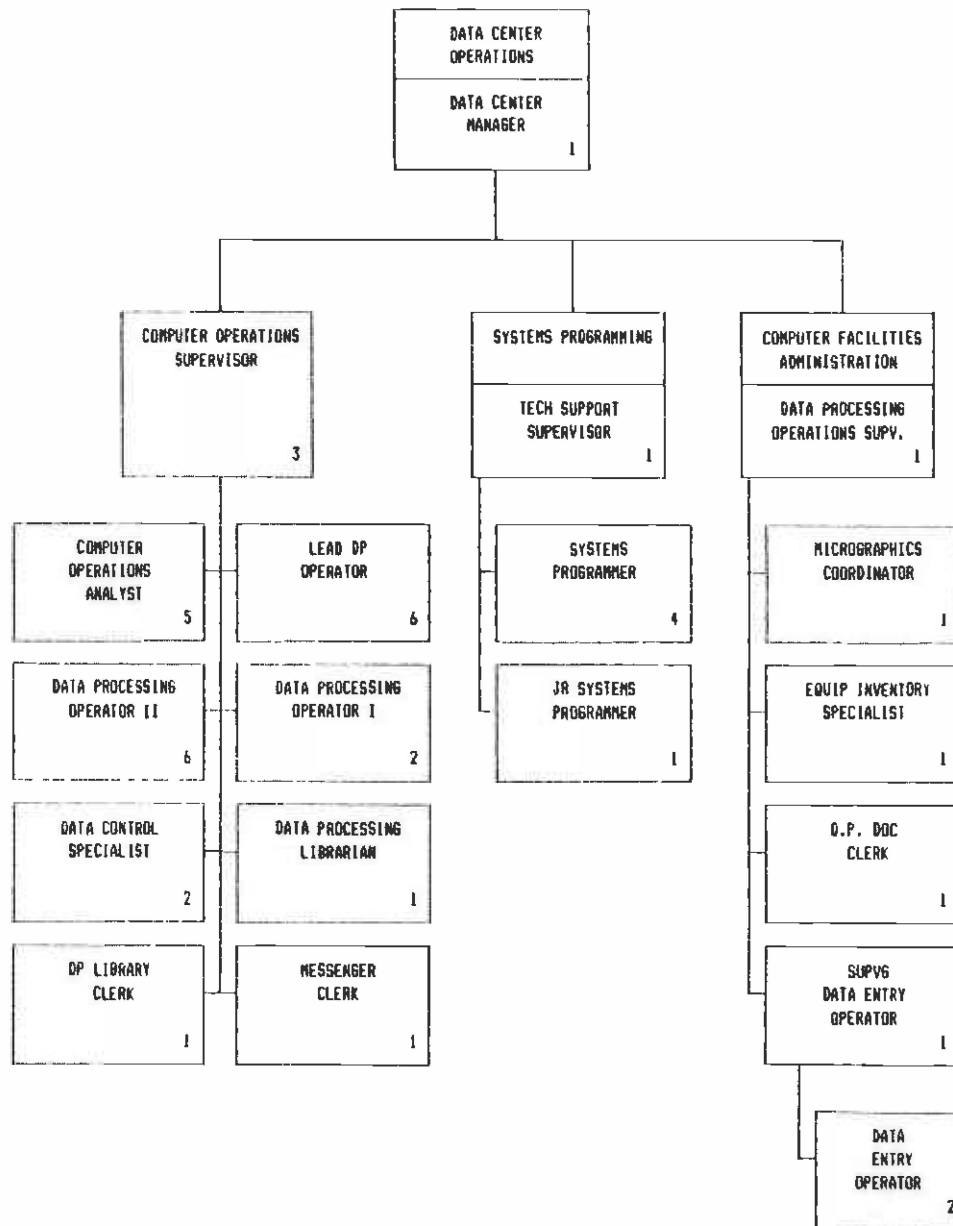 DATA CENTER
OPERATIONS
DATA CENTER
MANAGER
1
COMPUTER OPERATIONS
SUPERVISOR
3
SYSTEMS PROGRAMMING
TECH SUPPORT
SUPERVISOR
1
COMPUTER FACILITIES
ADMINISTRATION
DATA PROCESSING
OPERATIONS SUPV.
1
COMPUTER
OPERATIONS
ANALYST
5
LEAD DP
OPERATOR
6
SYSTEMS
PROGRAMMER
4
MICROGRAPHICS
COORDINATOR
1
DATA PROCESSING
OPERATOR II
6
DATA PROCESSING
OPERATOR I
2
JR SYSTEMS
PROGRAMMER
1
EQUIP INVENTORY
SPECIALIST
1
DATA CONTROL
SPECIALIST
2
DATA PROCESSING
LIBRARIAN
1
D.P. DOC
CLERK
1
DP LIBRARY
CLERK
1
MESSENGER
CLERK
1
SUPVG
DATA ENTRY
OPERATOR
1
DATA
ENTRY
OPERATOR
2